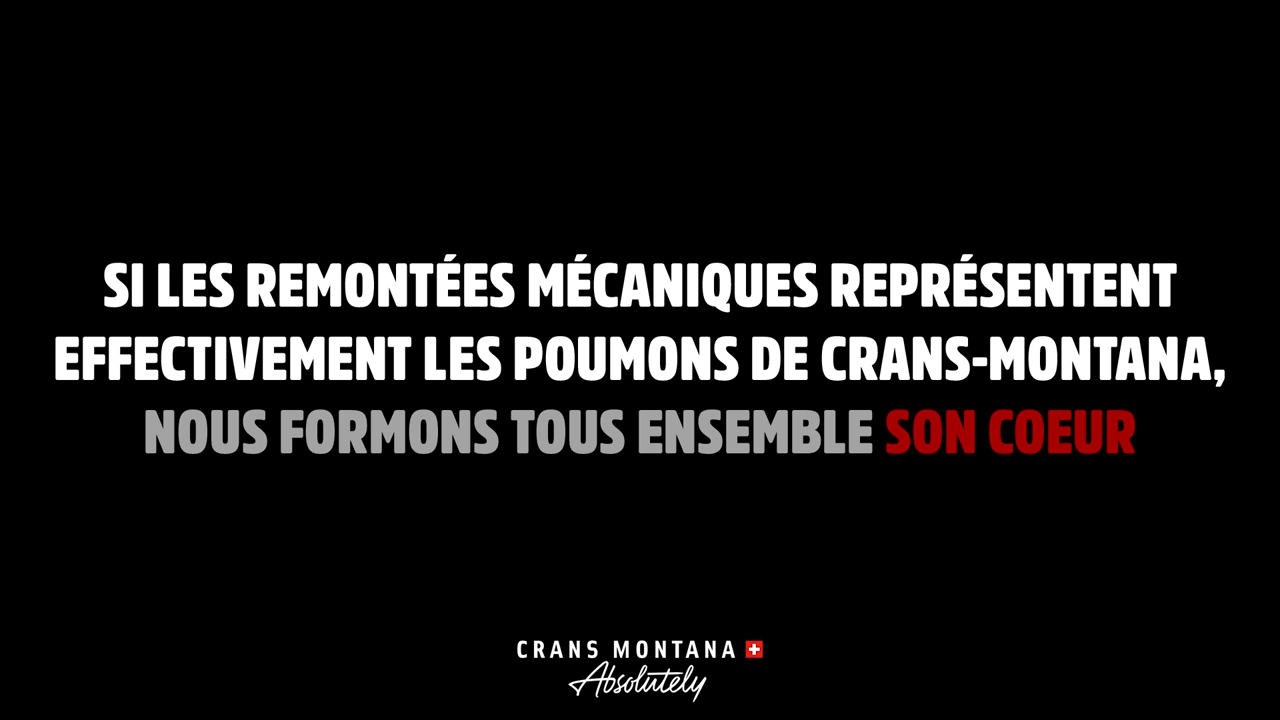 SI LES REMONTÉES MÉCANIQUES REPRÉSENTENT
EFFECTIVEMENT LES POUMONS DE CRANS-MONTANA,
NOUS FORMONS TOUS ENSEMBLE SON COEUR
CRANS MONTANA
Absolutely